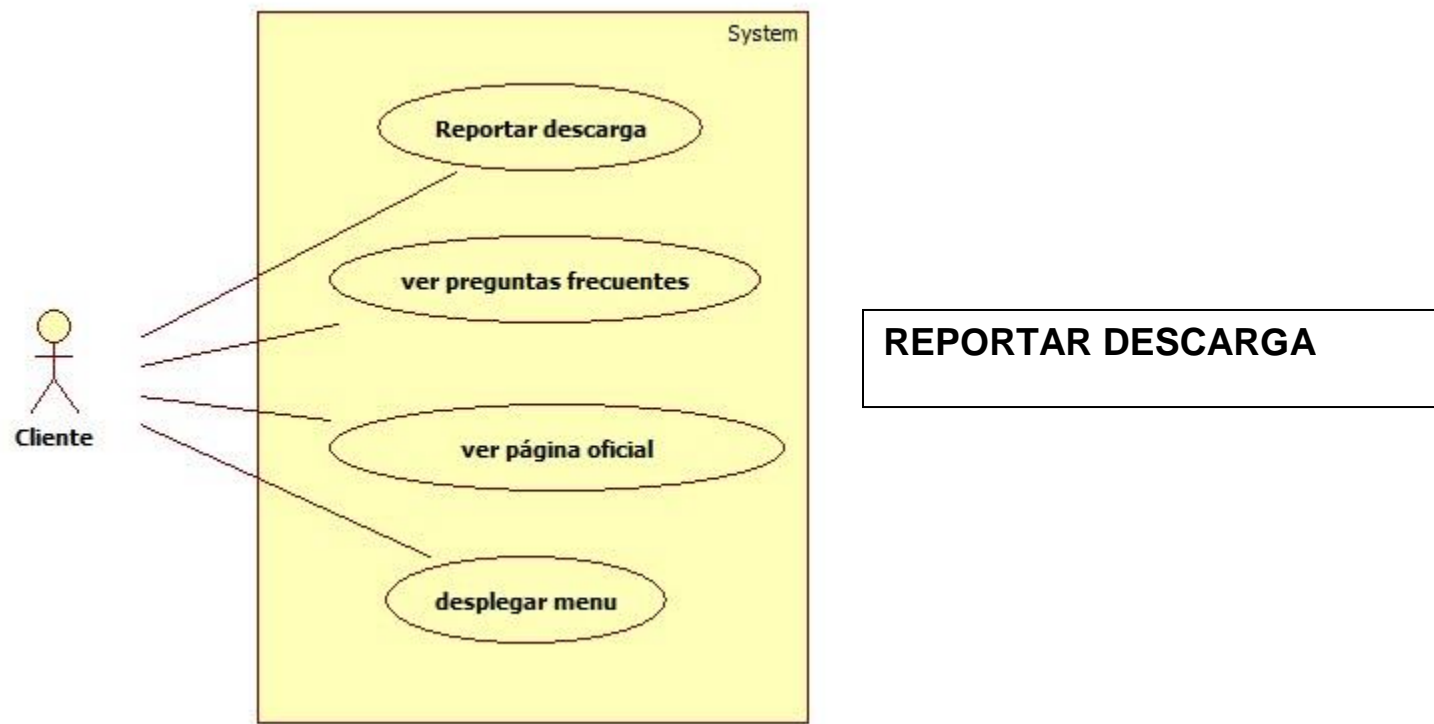 System
Reportar descarga
ver preguntas frecuentes
REPORTAR DESCARGA
Cliente
ver página oficial
desplegar menu